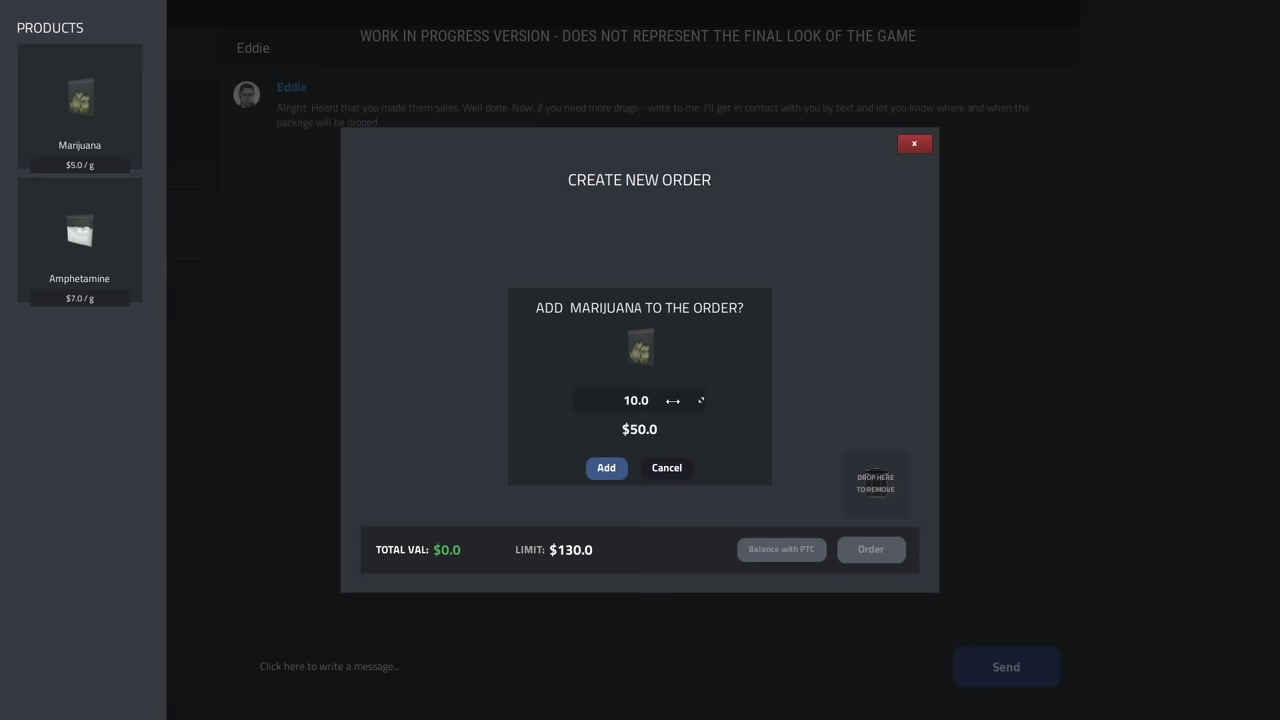 PRODUCTS
Marijuana
$5.0 / g
Amphetamine
$7.0 / g
WORK IN PROGRESS VERSION - DOES NOT REPRESENT THE FINAL LOOK OF THE GAME
Eddie
Eddie
Alright. Heard that you made them sales. Well done. Now, if you need more drugs - write to me. I'll get in contact with you by text and let you know where and when the
package will be droped.
x
CREATE NEW ORDER
ADD MARIJUANA TO THE ORDER?
10.0
$50.0
Add
Cancel
DROP HERE
TO REMOVE
TOTAL VAL: $0.0
LIMIT: $130.0
Balance with PTC
Order
Click here to write a message...
Send